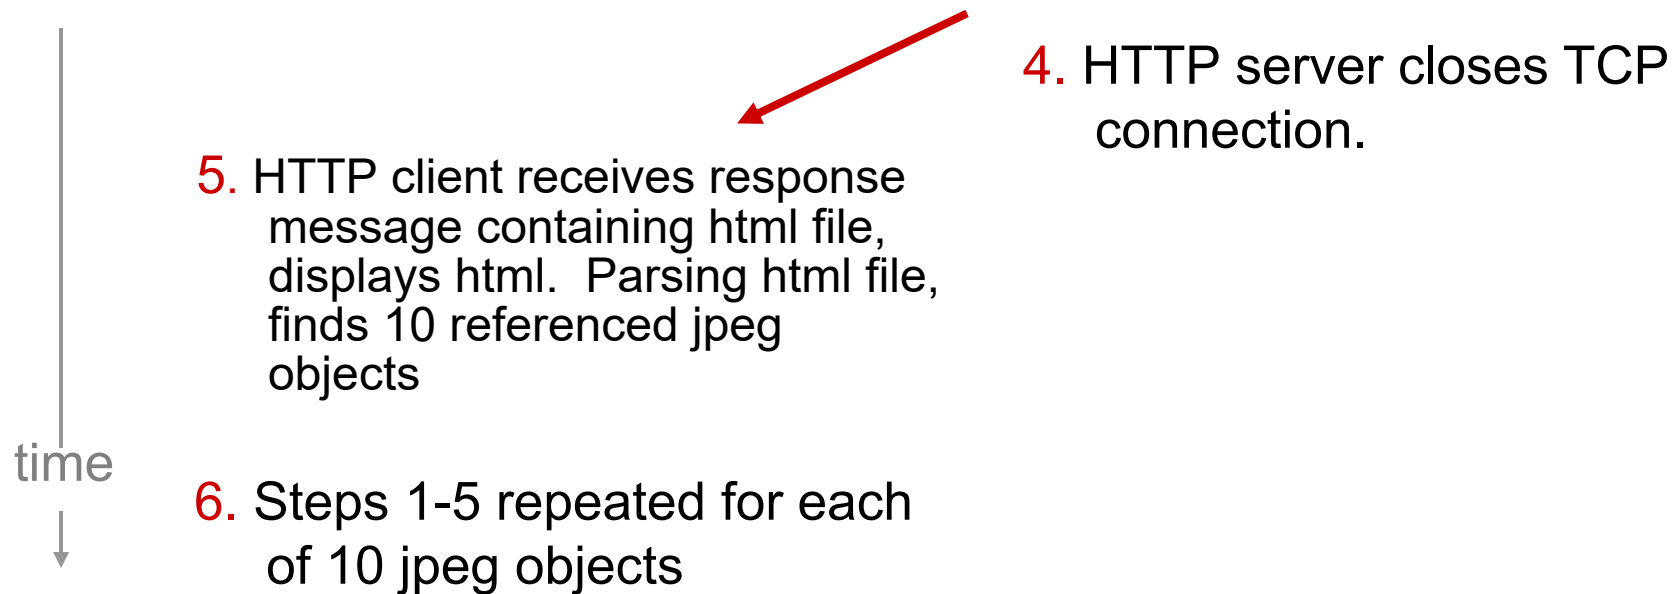 4. HTTP server closes TCP
connection.
5. HTTP client receives response
message containing html file,
displays html.  Parsing html file,
finds 10 referenced jpeg
objects
time
6. Steps 1-5 repeated for each
of 10 jpeg objects